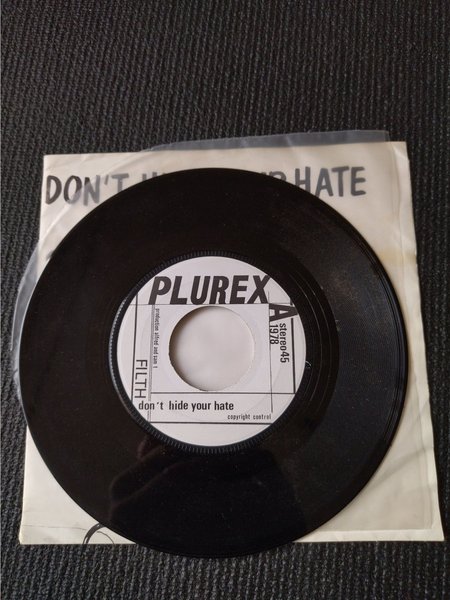 DON'T HATE
PLUREX
A
stereo45
1978
FILTH
don't hide your hate
copyright control